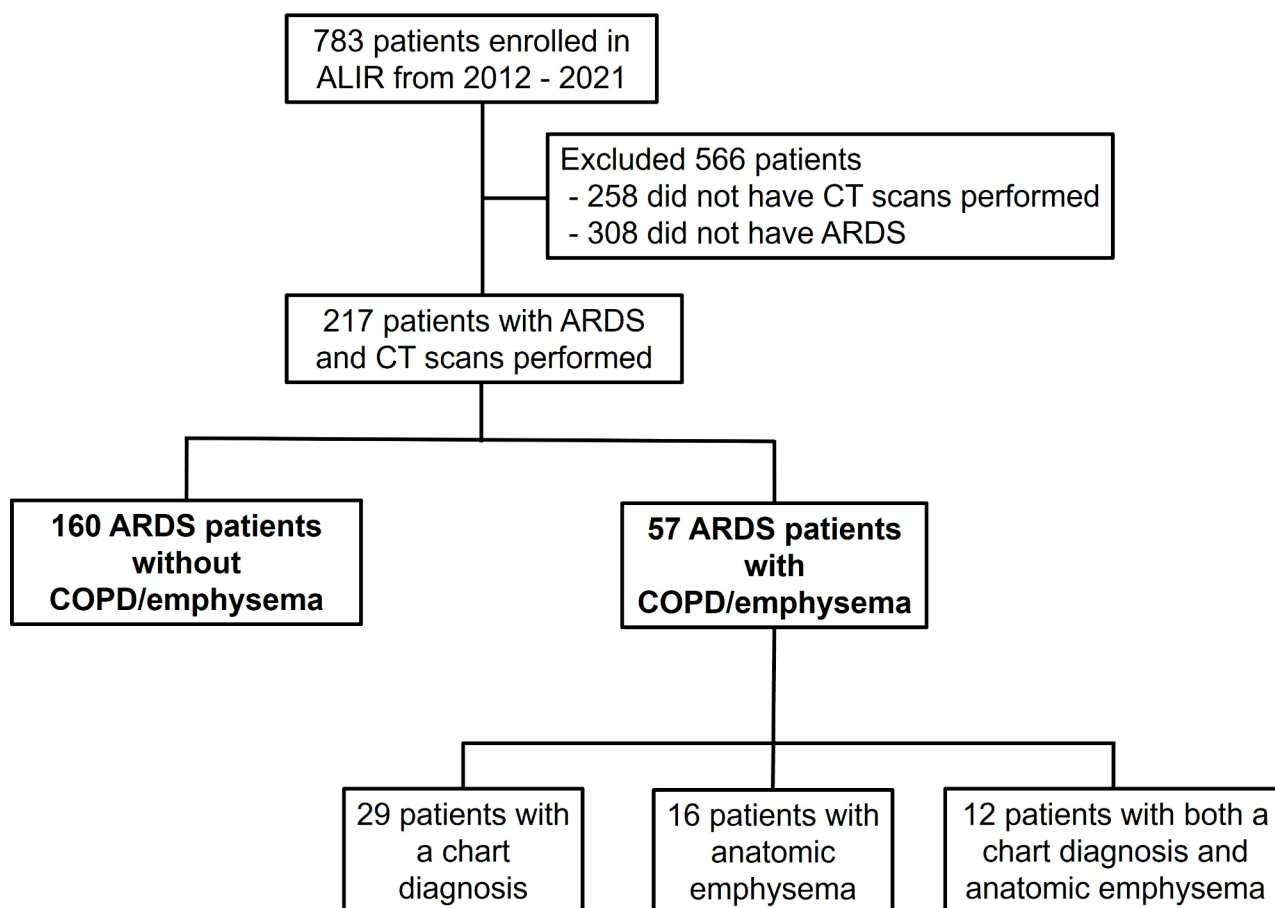 783 patients enrolled in
ALIR from 2012 - 2021
Excluded 566 patients
- 258 did not have CT scans performed
- 308 did not have ARDS
217 patients with ARDS
and CT scans performed
160 ARDS patients
without
COPD/emphysema
57 ARDS patients
with
COPD/emphysema
29 patients with
a chart
diagnosis
16 patients with
anatomic
emphysema
12 patients with both a
chart diagnosis and
anatomic emphysema